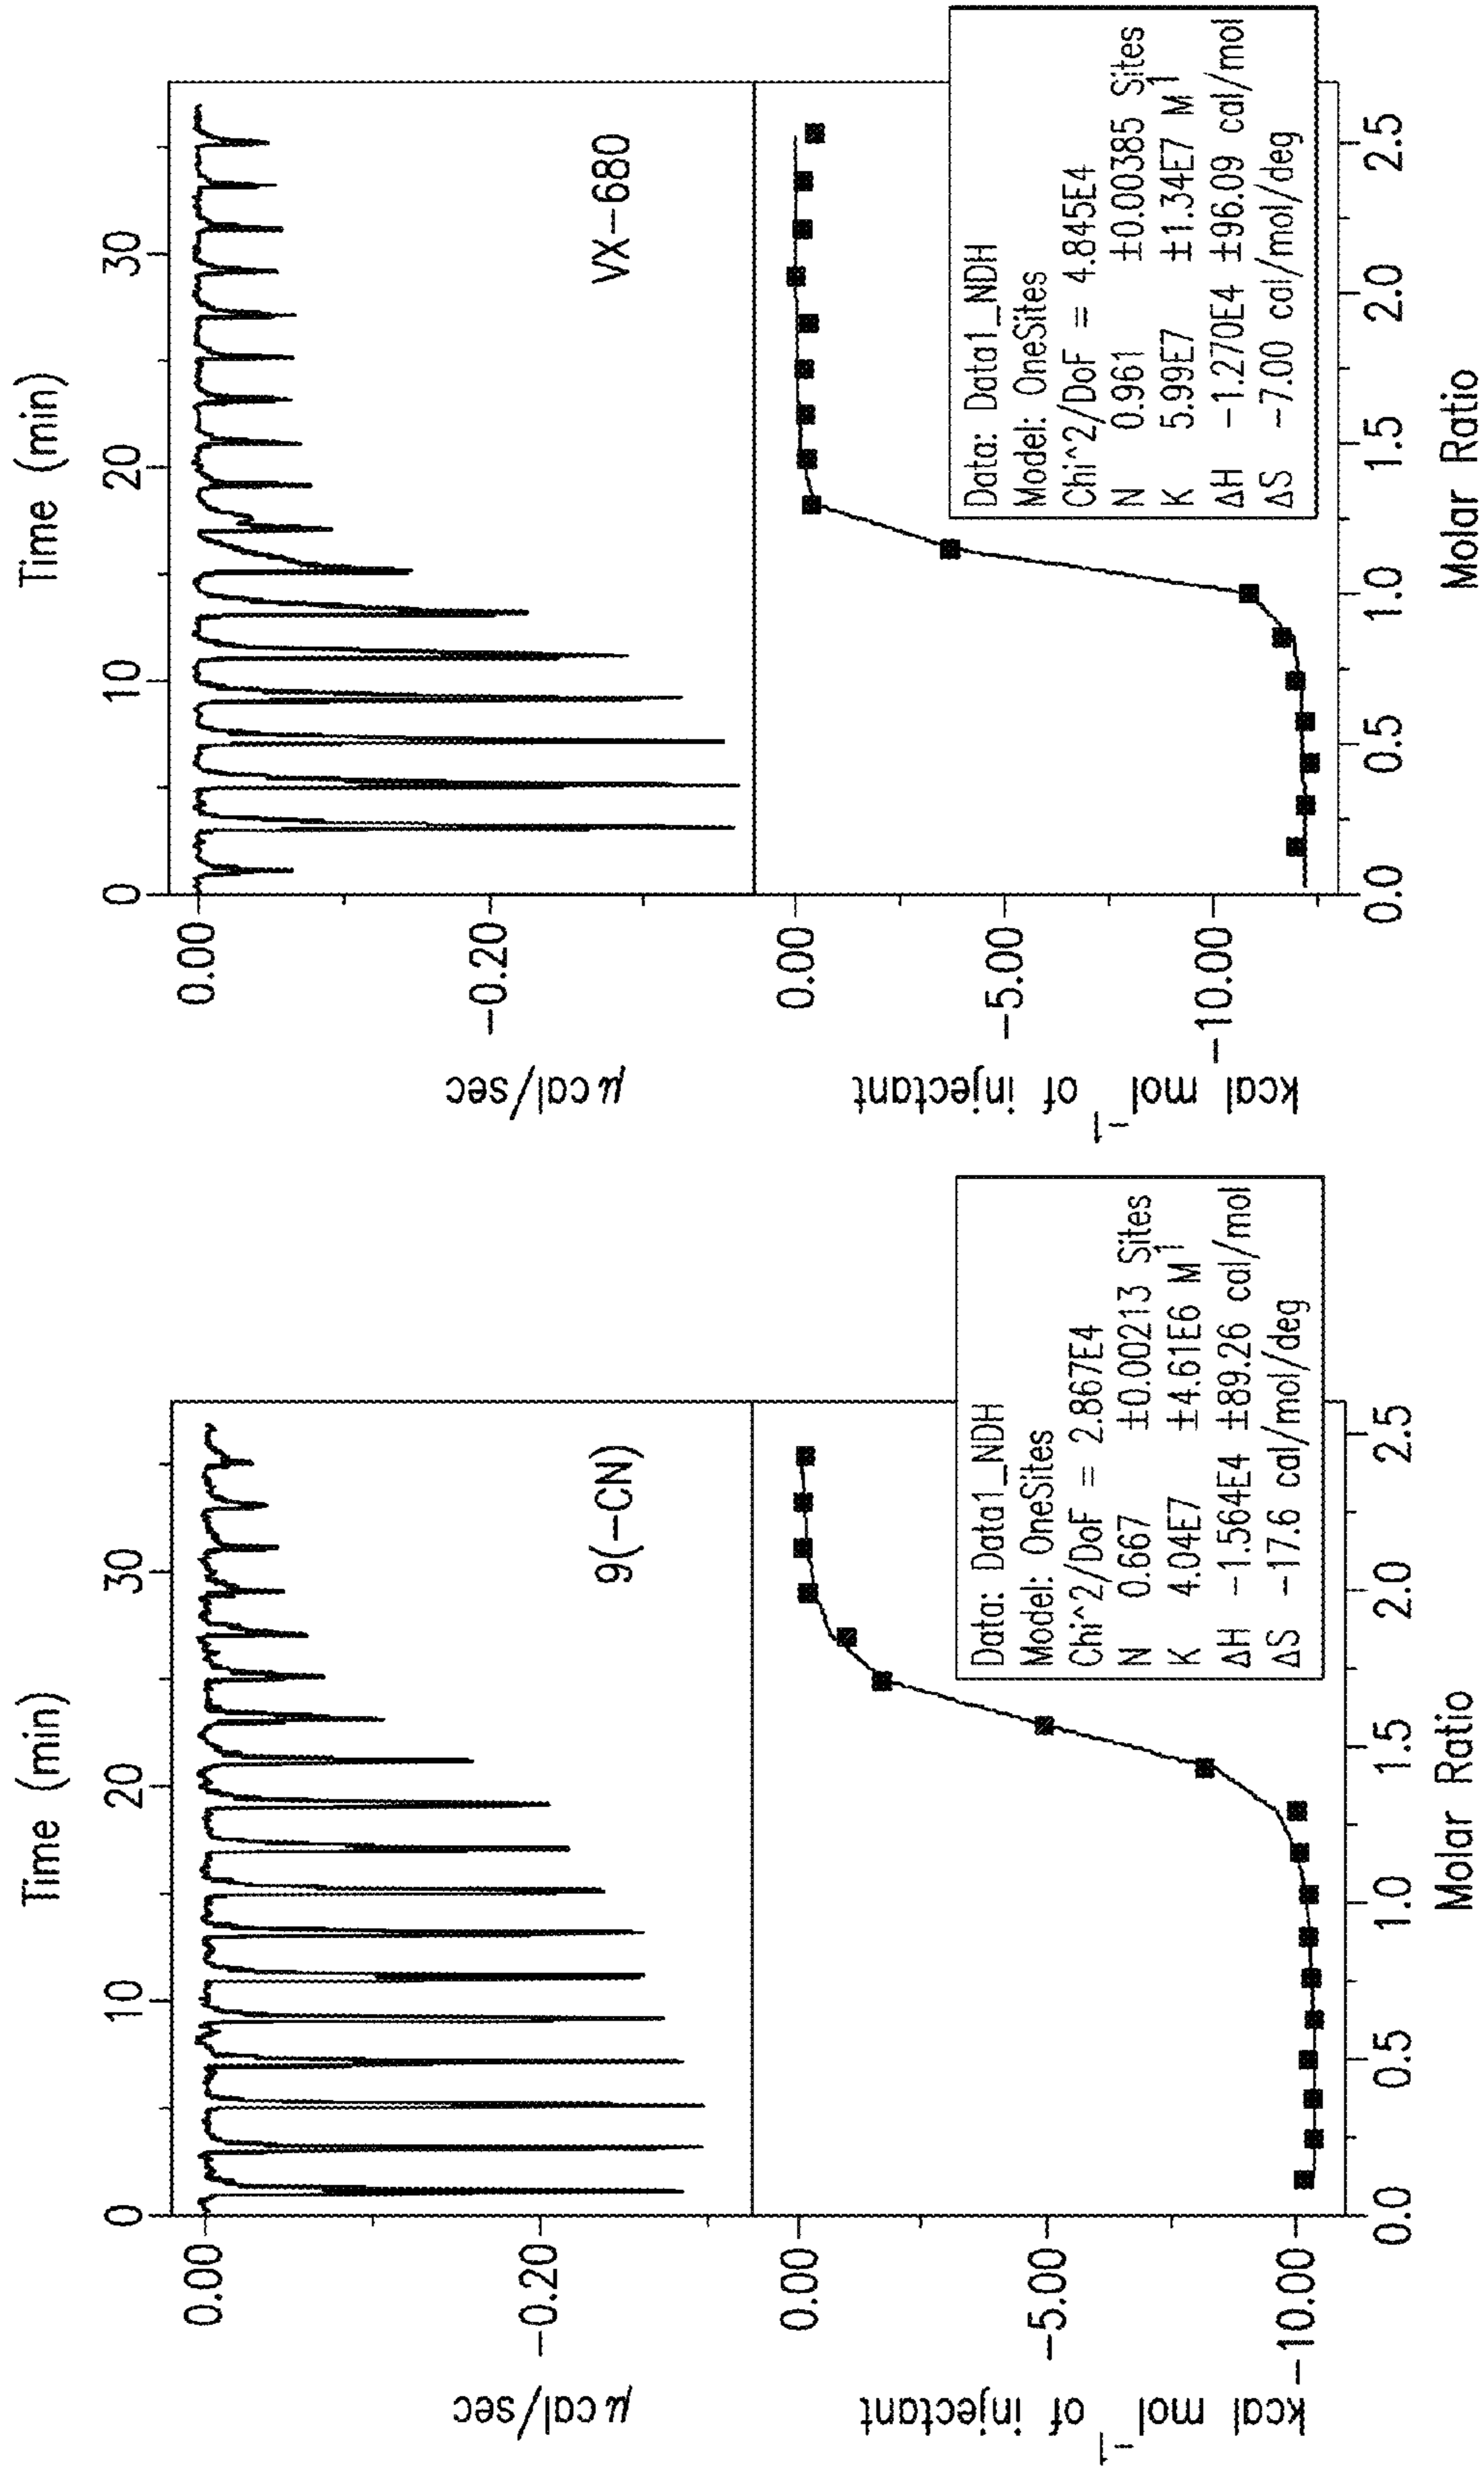 Time (min)
0 10 20 30
0.00
-0.20
μcal/sec
9(-CN)
0.00
-5.00
-10.00
kcal mol⁻¹ of injectant
Data: Data1_NDH
Model: OneSites
Chi^2/DoF = 2.867E4
N 0.667 ±0.00213 Sites
K 4.04E7 ±4.61E6 M¹
ΔH -1.564E4 ±89.26 cal/mol
ΔS -17.6 cal/mol/deg
0.0 0.5 1.0 1.5 2.0 2.5
Molar Ratio
Time (min)
0 10 20 30
0.00
-0.20
μcal/sec
VX-680
0.00
-5.00
-10.00
kcal mol⁻¹ of injectant
Data: Data1_NDH
Model: OneSites
Chi^2/DoF = 4.845E4
N 0.961 ±0.00385 Sites
K 5.99E7 ±1.34E7 M¹
ΔH -1.270E4 ±96.09 cal/mol
ΔS -7.00 cal/mol/deg
0.0 0.5 1.0 1.5 2.0 2.5
Molar Ratio